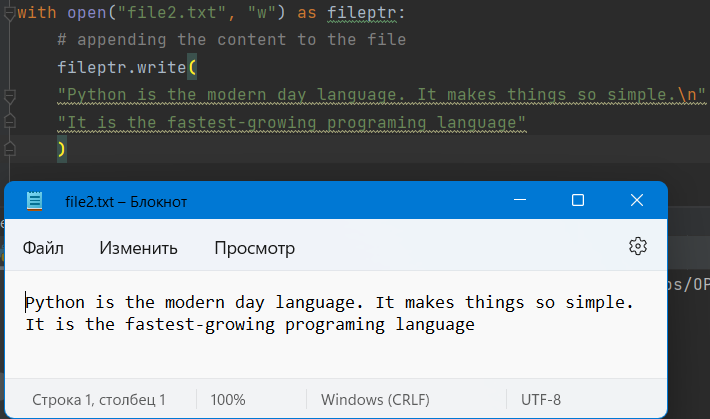 with open("file2.txt", "w") as fileptr:
# appending the content to the file
fileptr.write(
"Python is the modern day language. It makes things so simple.\n"
"It is the fastest-growing programing language"
)
file2.txt – Блокнот
Файл Изменить Просмотр
Python is the modern day language. It makes things so simple.
It is the fastest-growing programing language
Строка 1, столбец 1 100% Windows (CRLF) UTF-8